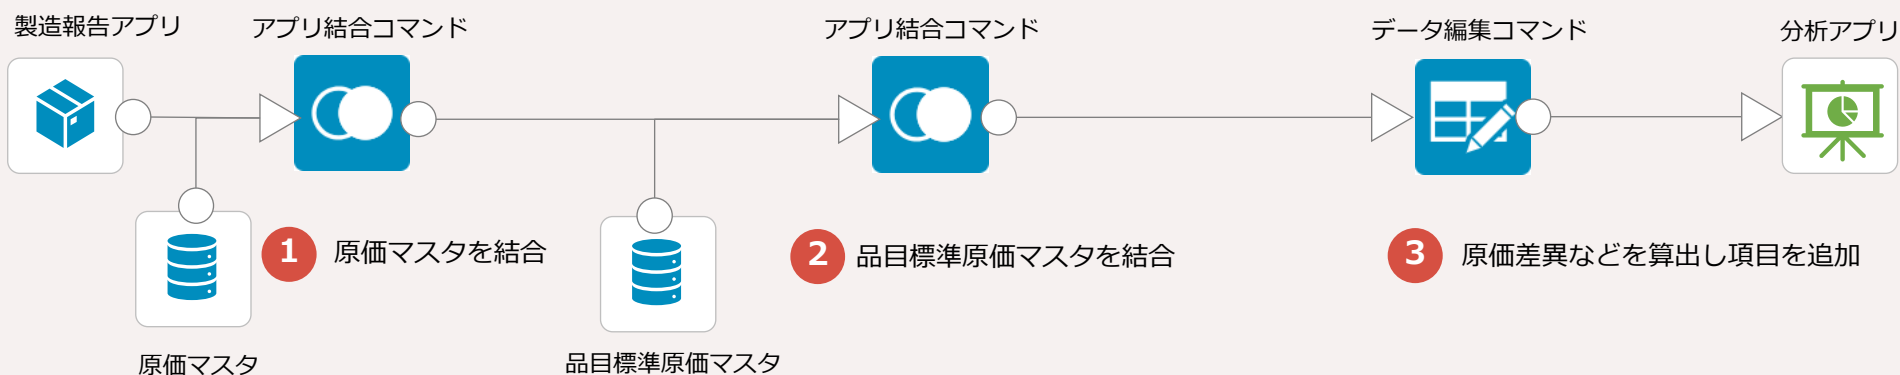 製造報告アプリ
アプリ結合コマンド
アプリ結合コマンド
データ編集コマンド
分析アプリ
1 原価マスタを結合
2 品目標準原価マスタを結合
3 原価差異などを算出し項目を追加
原価マスタ
品目標準原価マスタ